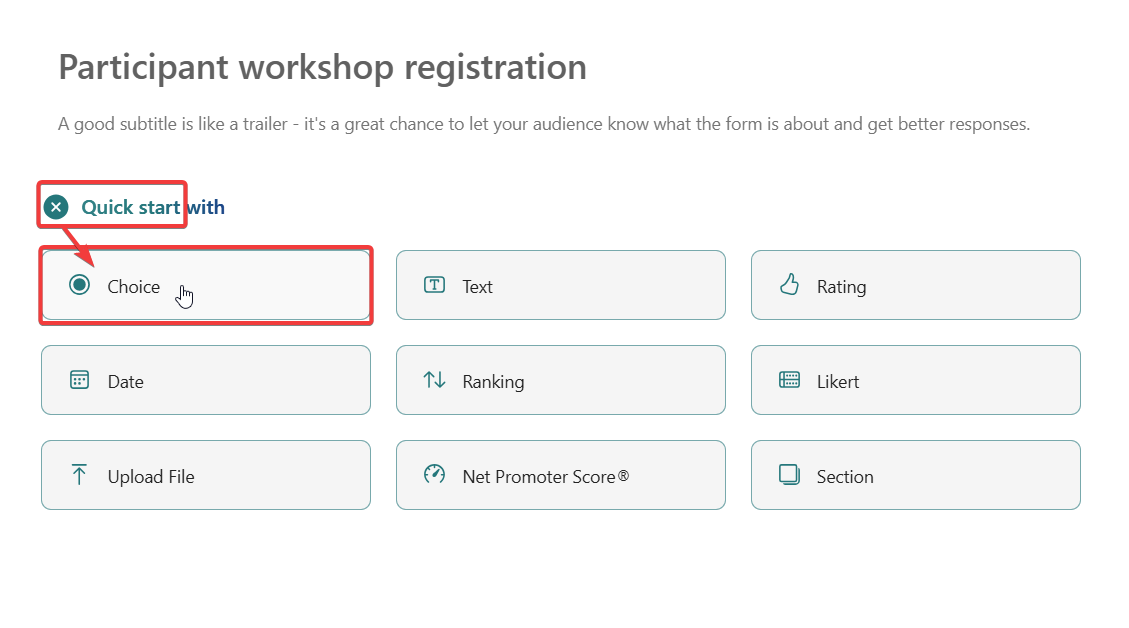 Participant workshop registration
A good subtitle is like a trailer - it's a great chance to let your audience know what the form is about and get better responses.
Quick start with
Choice
Text
Rating
Date
Ranking
Likert
Upload File
Net Promoter Score®
Section